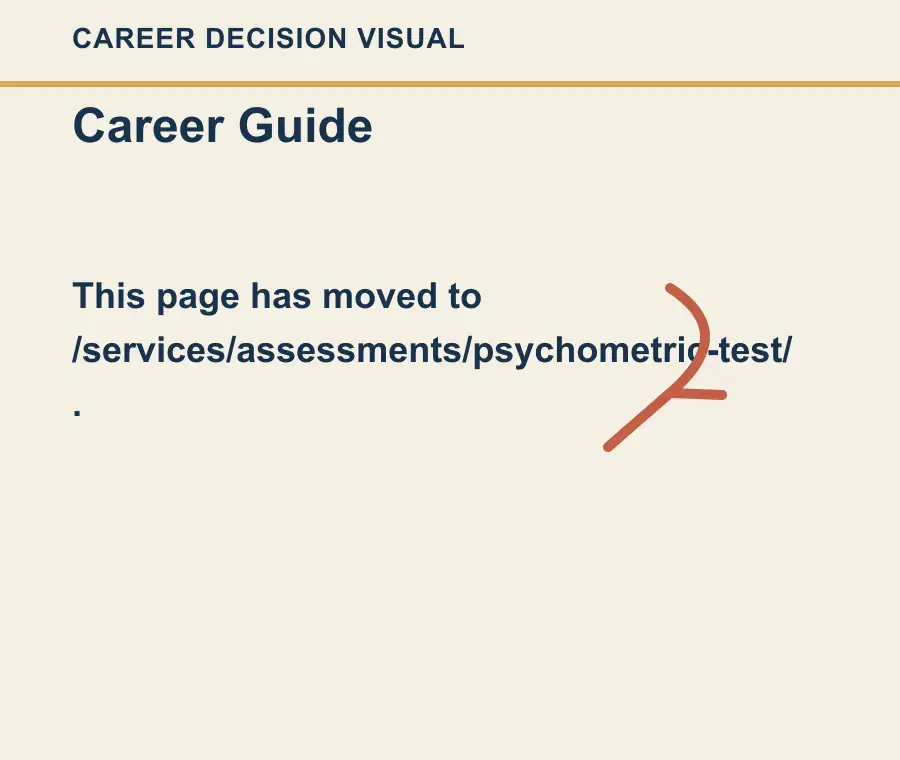 CAREER DECISION VISUAL
Career Guide
This page has moved to
/services/assessments/psychometric-test/
.